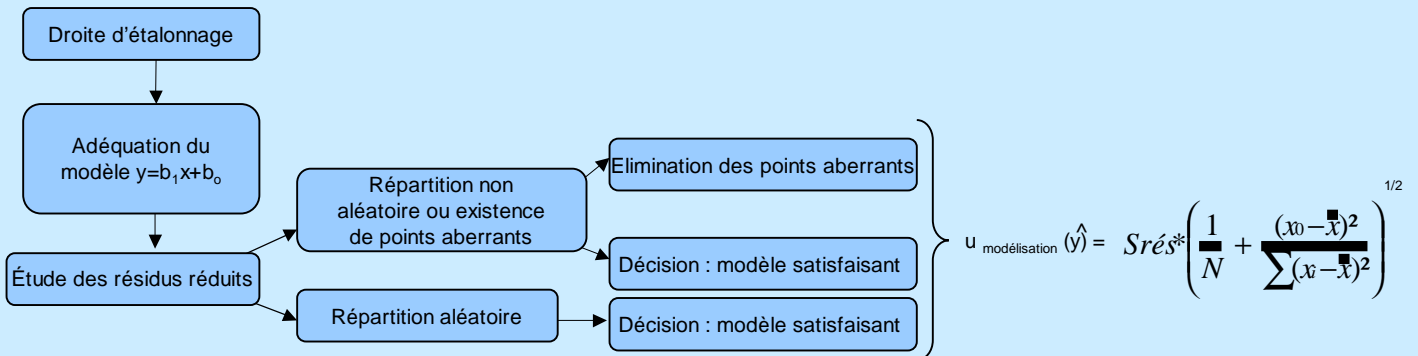 Droite d'étalonnage
Adéquation du
modèle y=b₁x+bₒ
Étude des résidus réduits
Répartition non
aléatoire ou existence
de points aberrants
Répartition aléatoire
Elimination des points aberrants
Décision : modèle satisfaisant
Décision : modèle satisfaisant
u modélisation (ŷ) = Srés*(1/N + (x0−x̄)²/∑(xi−x̄)²)^1/2